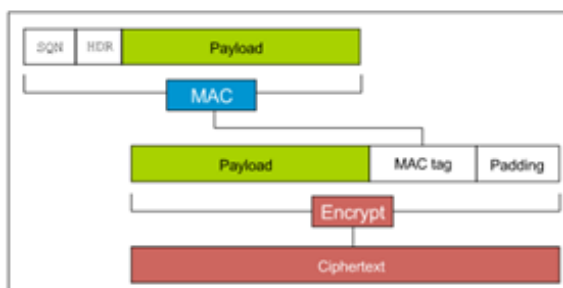 SQN HDR Payload
MAC
Payload MAC tag Padding
Encrypt
Ciphertext